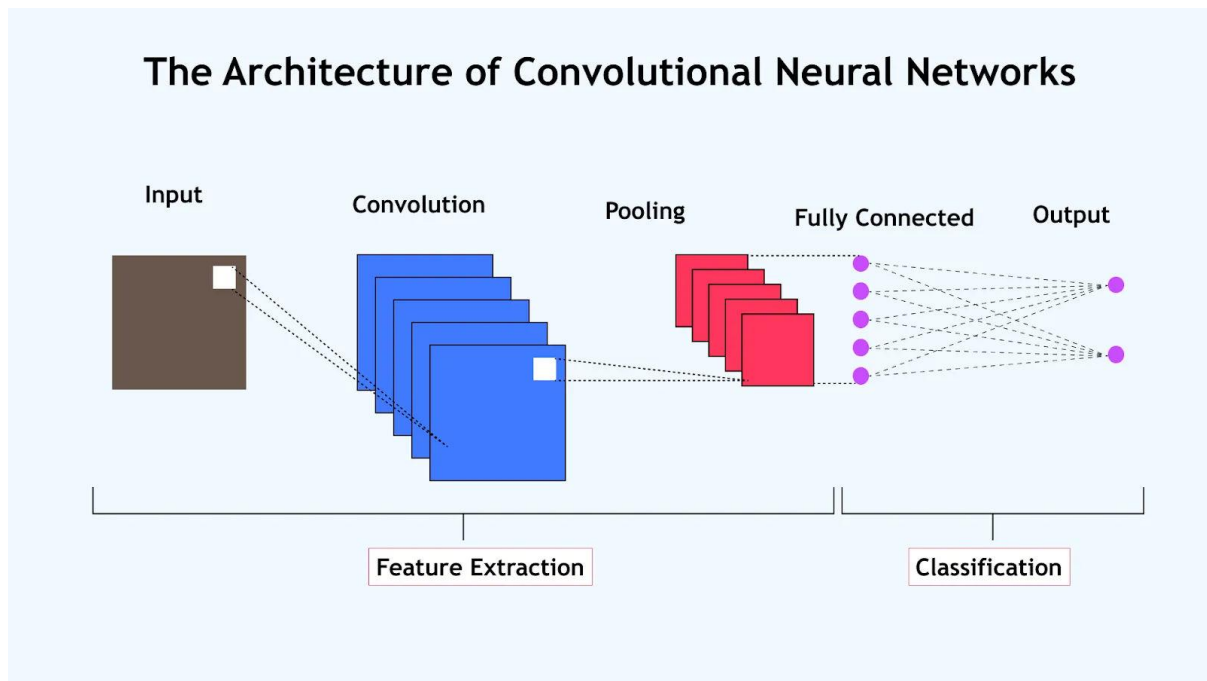 The Architecture of Convolutional Neural Networks
Input
Convolution
Pooling
Fully Connected
Output
Feature Extraction
Classification